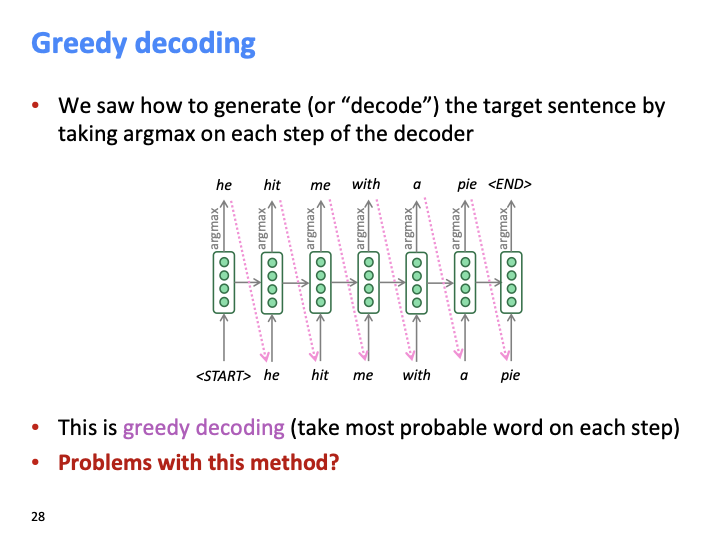 Greedy decoding
• We saw how to generate (or “decode”) the target sentence by
taking argmax on each step of the decoder
he hit me with a pie <END>
argmax argmax argmax argmax argmax argmax argmax
<START> he hit me with a pie
• This is greedy decoding (take most probable word on each step)
• Problems with this method?
28